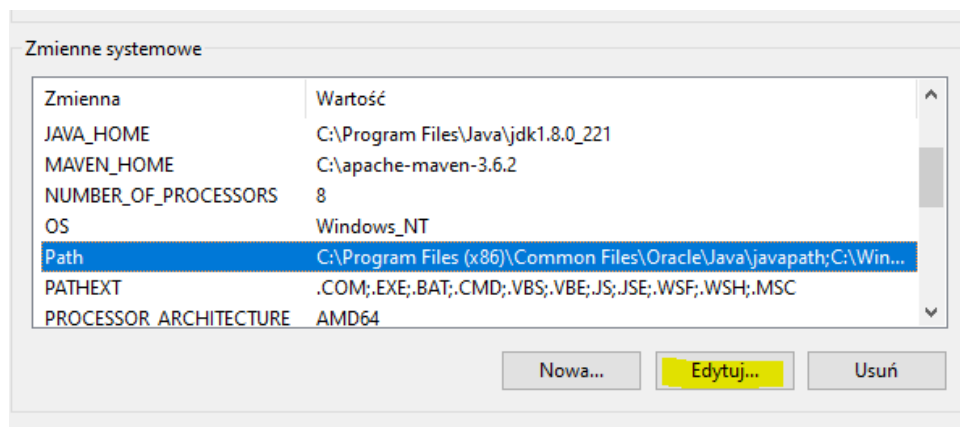 Zmienne systemowe
Zmienna Wartość
JAVA_HOME C:\Program Files\Java\jdk1.8.0_221
MAVEN_HOME C:\apache-maven-3.6.2
NUMBER_OF_PROCESSORS 8
OS Windows_NT
Path C:\Program Files (x86)\Common Files\Oracle\Java\javapath;C:\Win...
PATHEXT .COM;.EXE;.BAT;.CMD;.VBS;.VBE;.JS;.JSE;.WSF;.WSH;.MSC
PROCESSOR_ARCHITECTURE AMD64
Nowa... Edytuj... Usuń